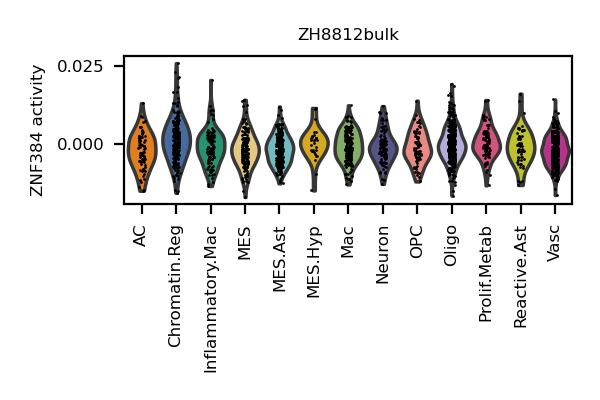 ZH8812bulk
ZNF384 activity
0.025
0.000
AC
Chromatin.Reg
Inflammatory.Mac
MES
MES.Ast
MES.Hyp
Mac
Neuron
OPC
Oligo
Prolif.Metab
Reactive.Ast
Vasc